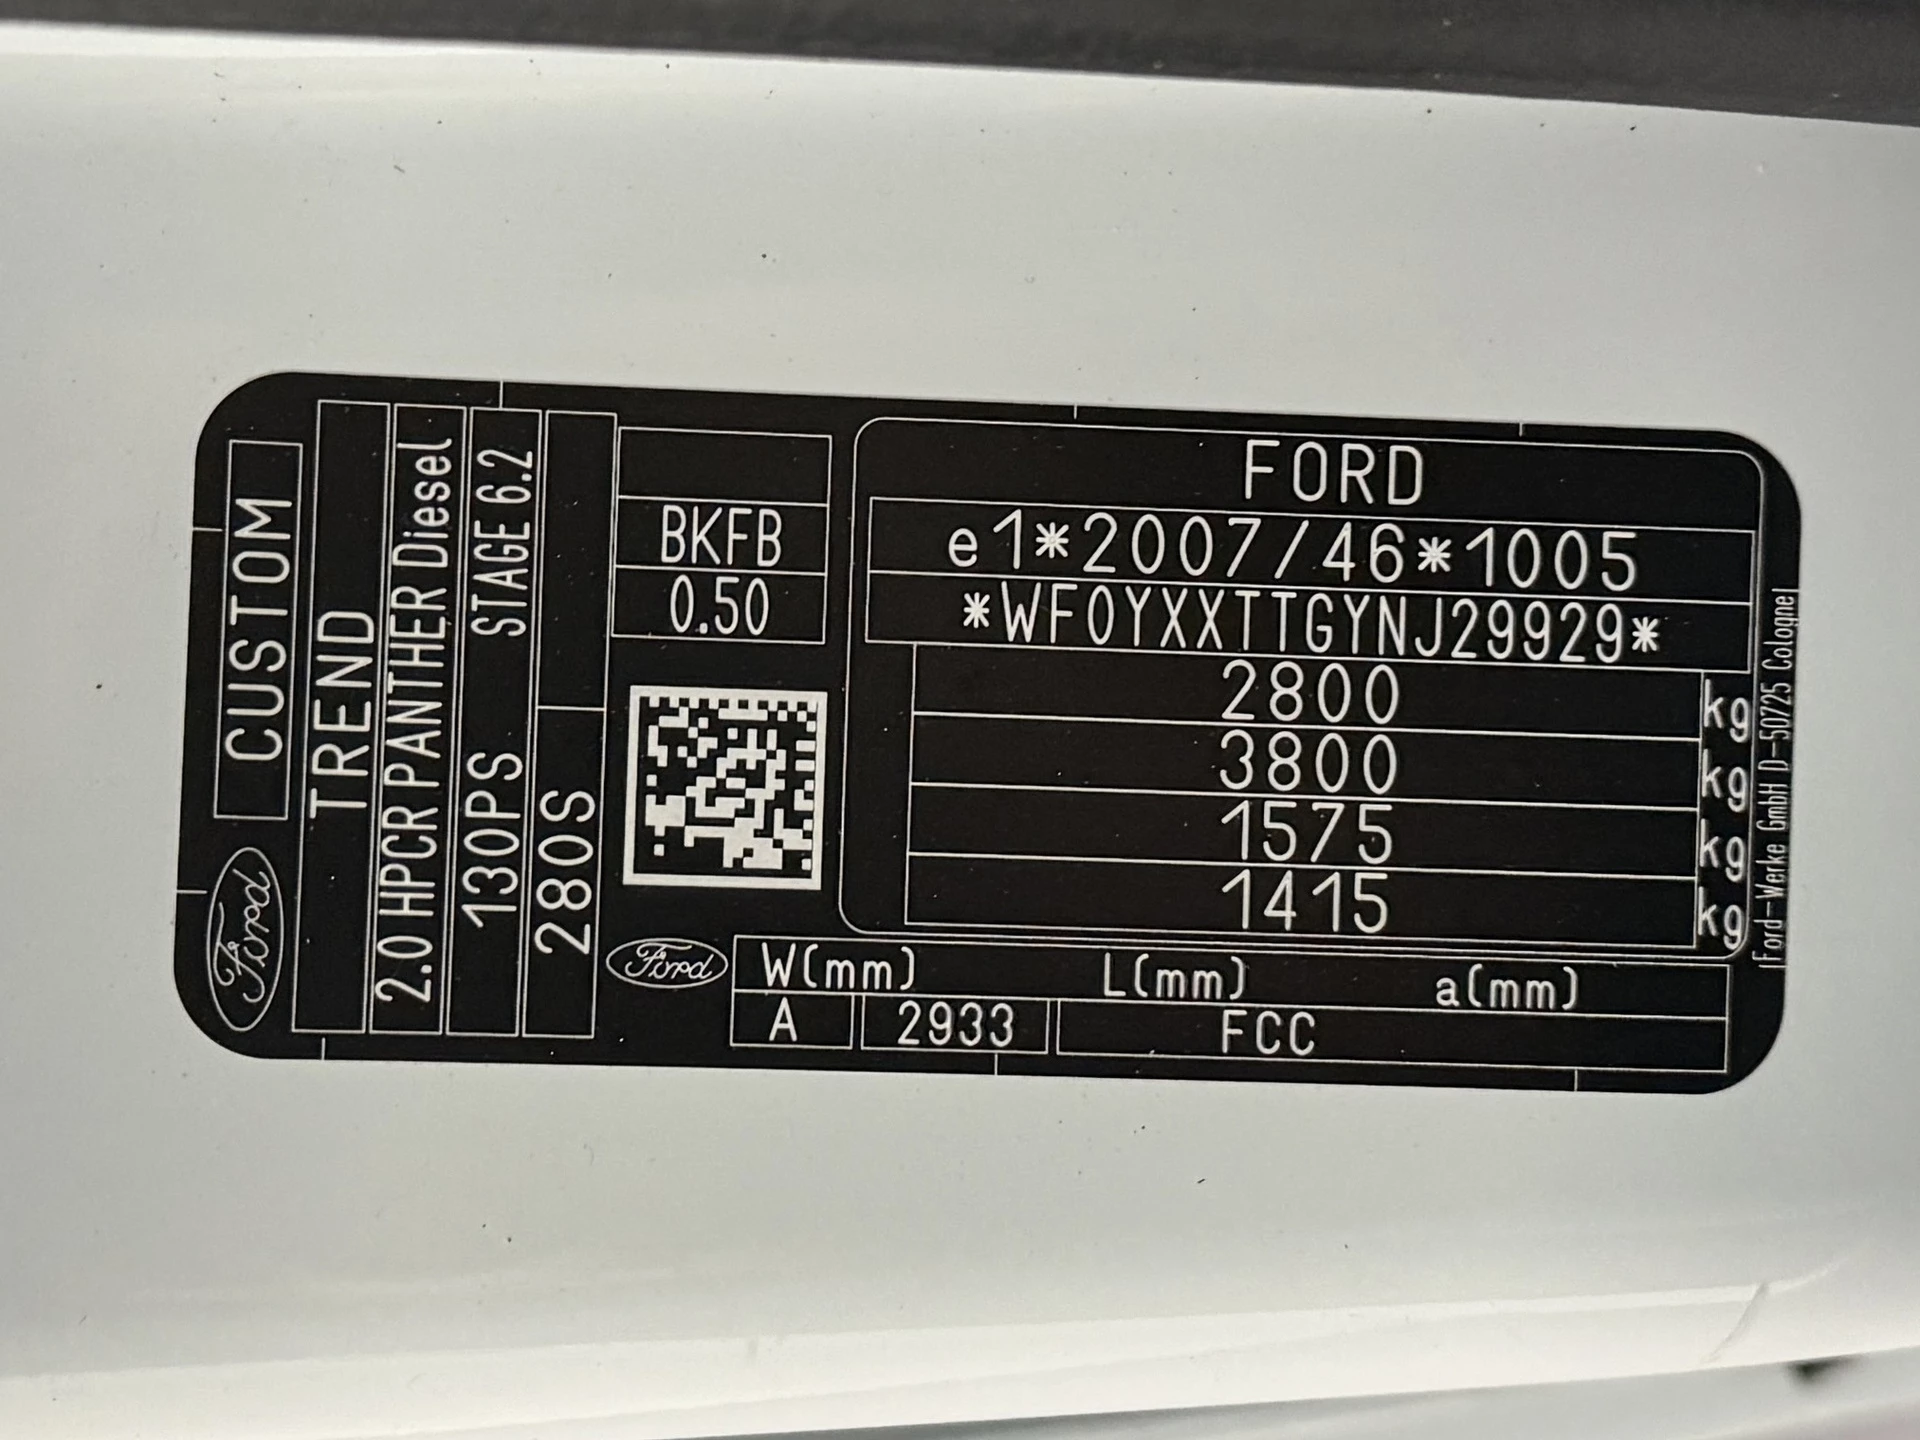 FORD
e1*2007/46*1005
*WF0YXXTTGYNJ29929*
2800 kg
3800 kg
1575 kg
1415 kg
Ford-Werke GmbH D-50725 Cologne
BKFB
0.50
Ford
W(mm) L(mm) a(mm)
A 2933 FCC
Ford CUSTOM
TREND
2.0 HPCR PANTHER Diesel
130PS STAGE 6.2
280S